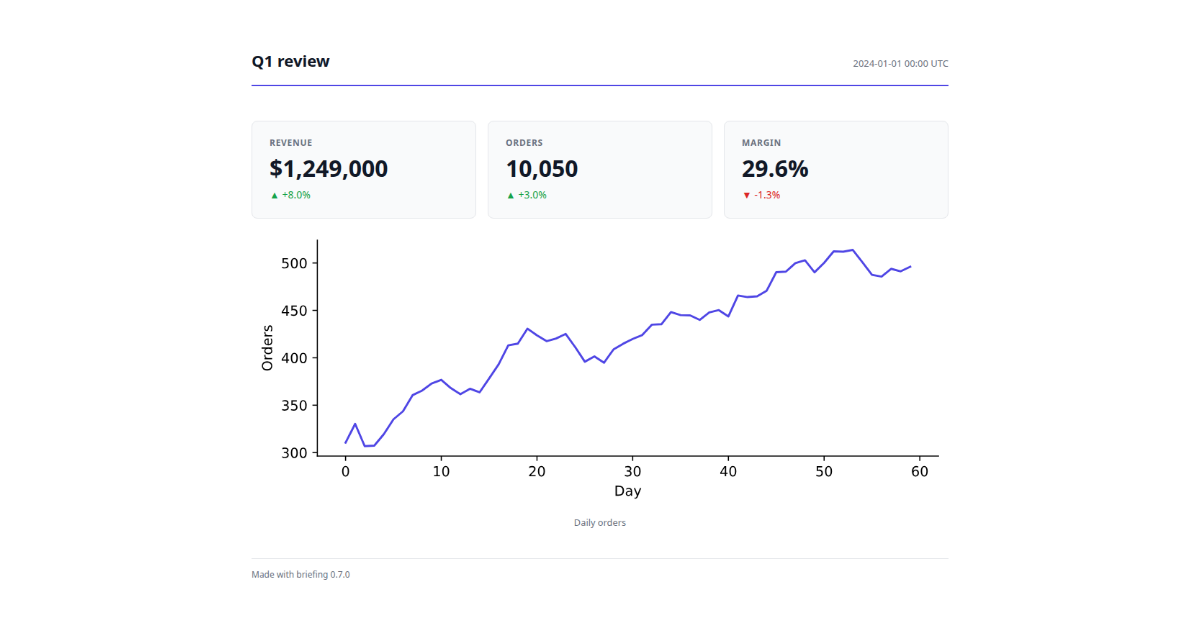 Q1 review
2024-01-01 00:00 UTC
REVENUE
$1,249,000
▲ +8.0%
ORDERS
10,050
▲ +3.0%
MARGIN
29.6%
▼ -1.3%
500
450
400
350
300
Orders
0 10 20 30 40 50 60
Day
Daily orders
Made with briefing 0.7.0